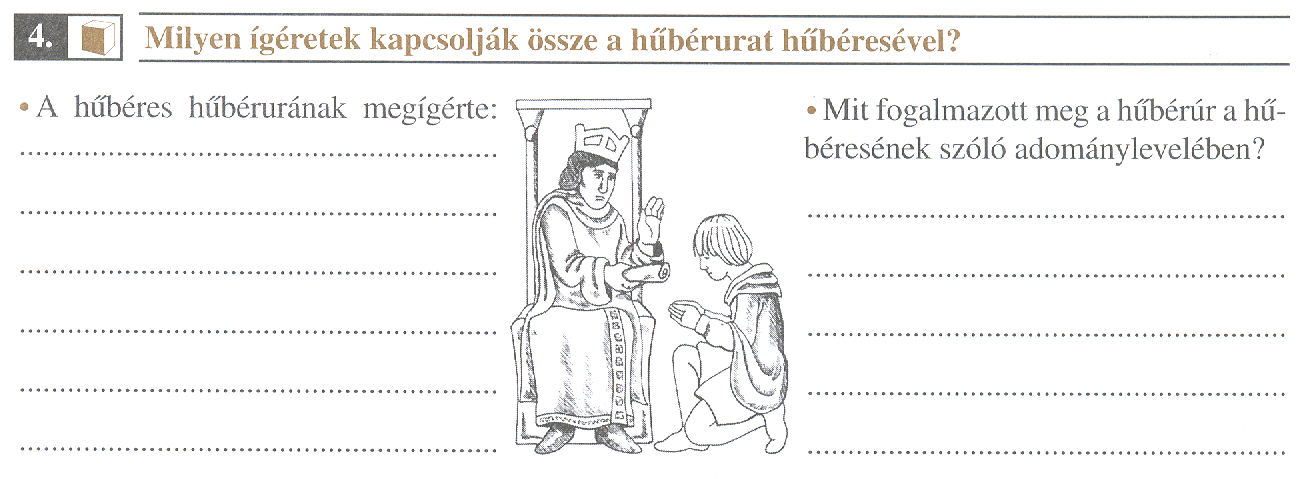 4. Milyen ígéretek kapcsolják össze a hűbérurat hűbéresével?
• A hűbéres hűbérurának megígérte:
• Mit fogalmazott meg a hűbérúr a hű-
béresének szóló adománylevelében?